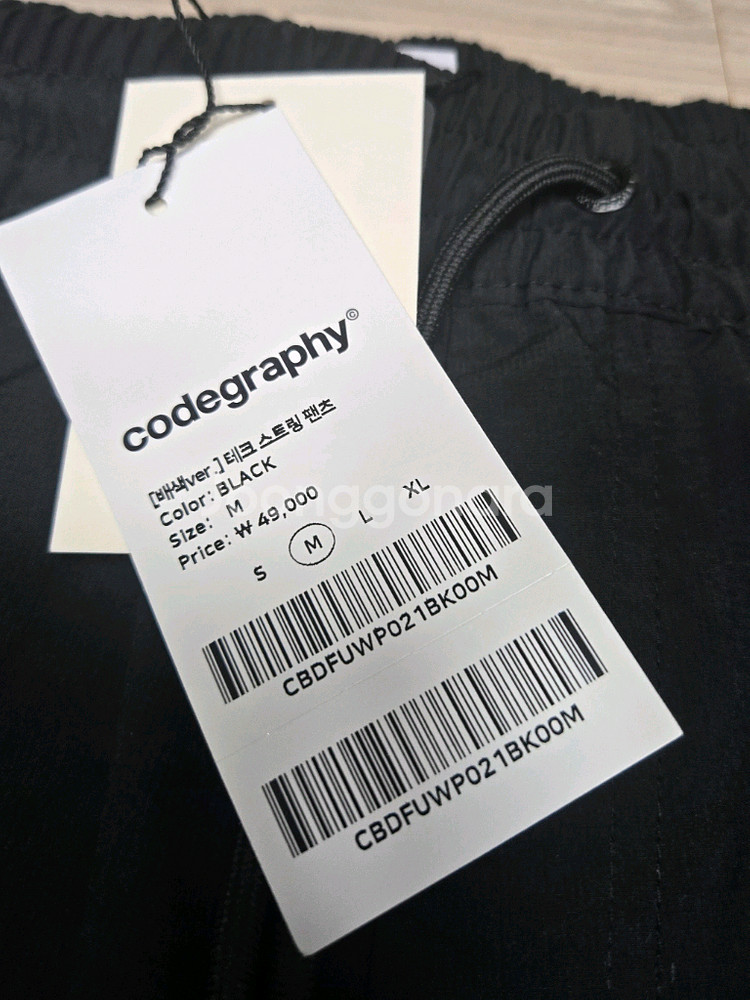 codegraphy©
[배색ver.] 테크 스트링 팬츠
Color: BLACK
Size: M
Price: ₩ 49,000
S M L XL
CBDFUWP021BK00M
CBDFUWP021BK00M
joonggonara